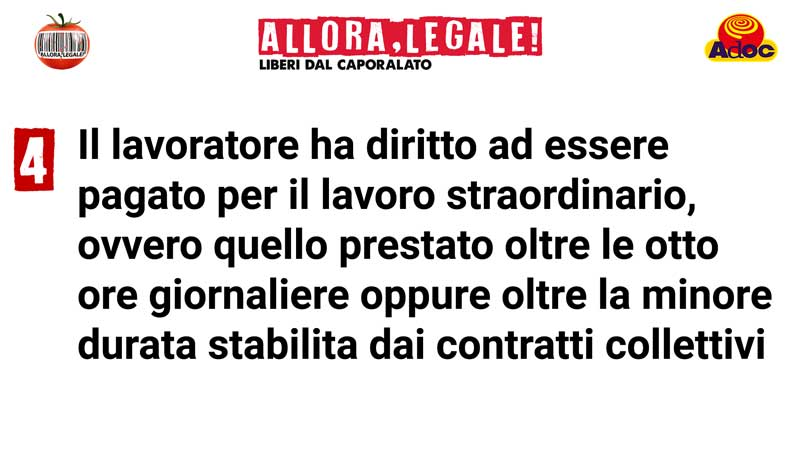 ALLORA,LEGALE!
ALLORA,LEGALE!
LIBERI DAL CAPORALATO
Adoc
4
Il lavoratore ha diritto ad essere
pagato per il lavoro straordinario,
ovvero quello prestato oltre le otto
ore giornaliere oppure oltre la minore
durata stabilita dai contratti collettivi